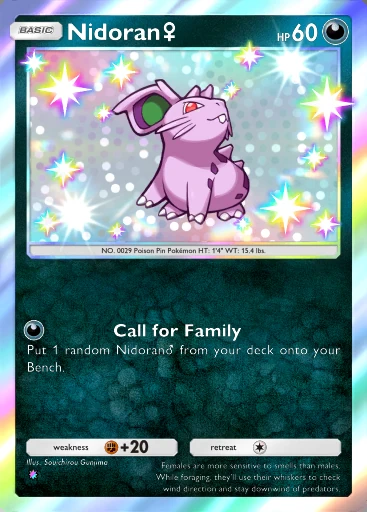 BASIC Nidoran♀ HP 60
NO. 0029 Poison Pin Pokémon HT: 1'4" WT: 15.4 lbs.
Call for Family
Put 1 random Nidoran♂ from your deck onto your
Bench.
weakness +20 retreat
Illus. Souichirou Gunjima
Females are more sensitive to smells than males.
While foraging, they'll use their whiskers to check
wind direction and stay downwind of predators.